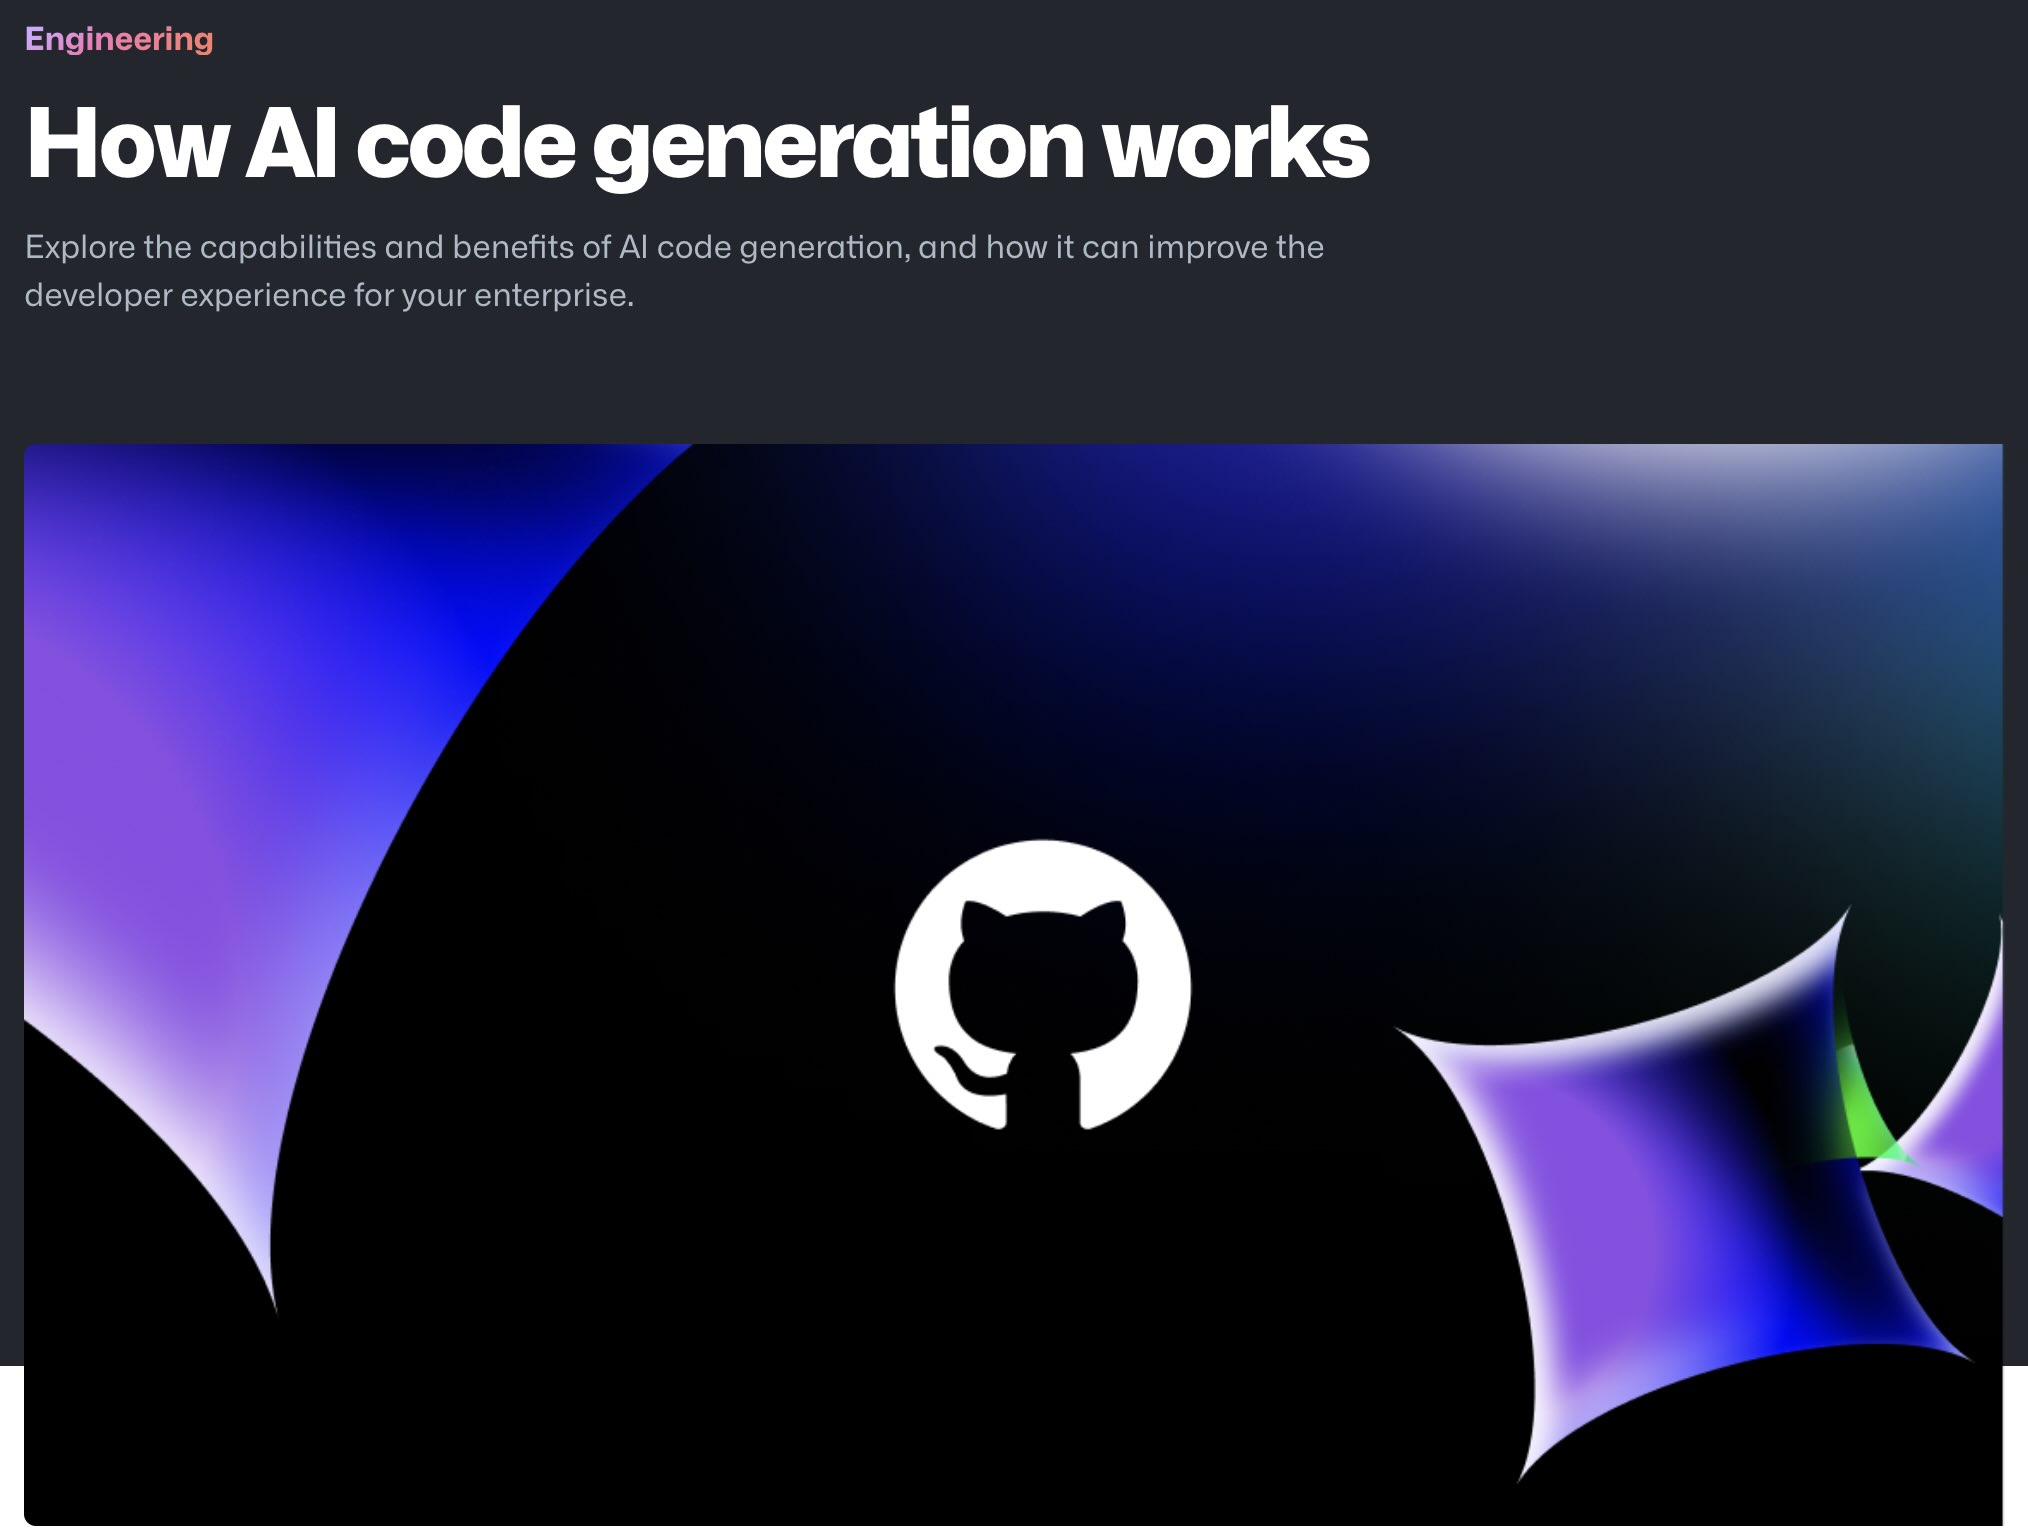 Engineering
How AI code generation works
Explore the capabilities and benefits of AI code generation, and how it can improve the
developer experience for your enterprise.